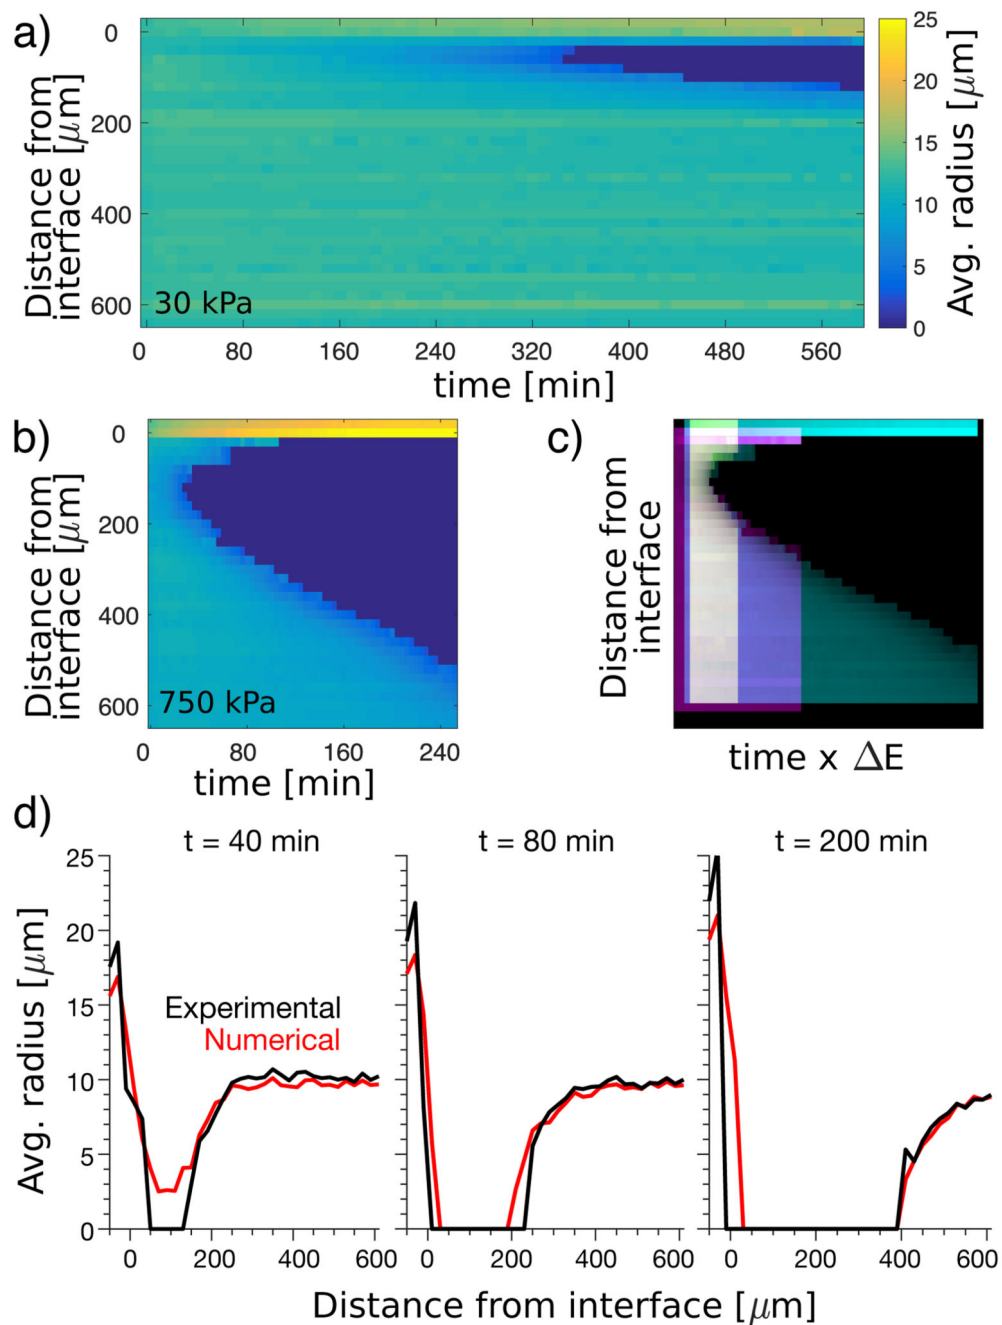 a)
Distance from
interface [μm]
0
200
400
600
30 kPa
0 80 160 240 320 400 480 560
time [min]
25
20
15
10
5
0
Avg. radius [μm]
b)
Distance from
interface [μm]
0
200
400
600
750 kPa
0 80 160 240
time [min]
c)
Distance from
interface
time x ΔE
d)
t = 40 min
t = 80 min
t = 200 min
Avg. radius [μm]
25
20
15
10
5
0
Experimental
Numerical
0 200 400 600
0 200 400 600
0 200 400 600
Distance from interface [μm]